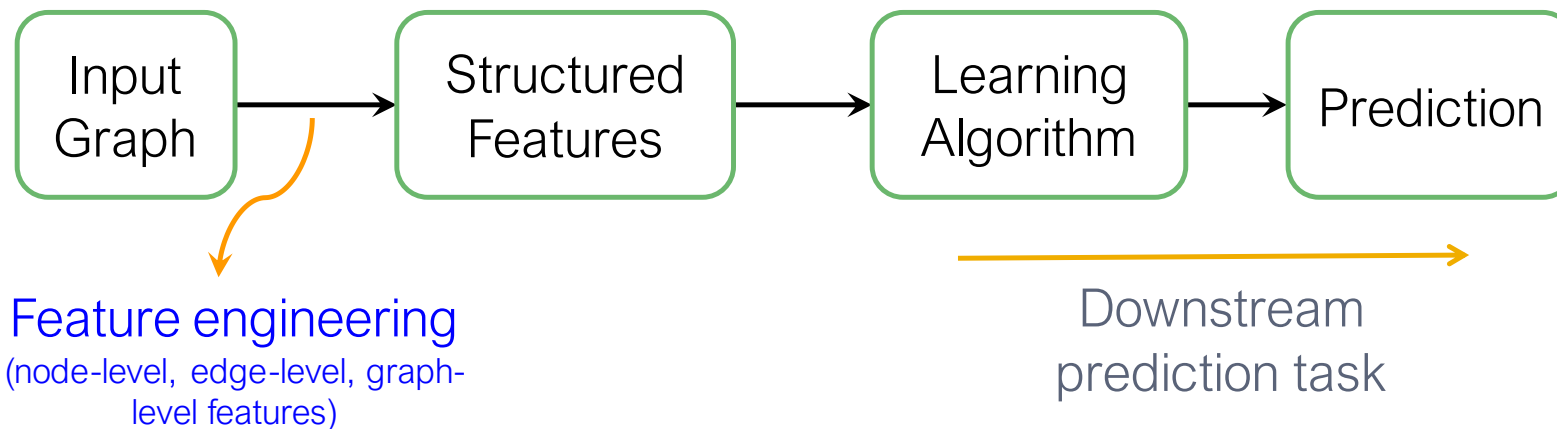 Input
Graph
Structured
Features
Learning
Algorithm
Prediction
Feature engineering
(node-level, edge-level, graph-
level features)
Downstream
prediction task